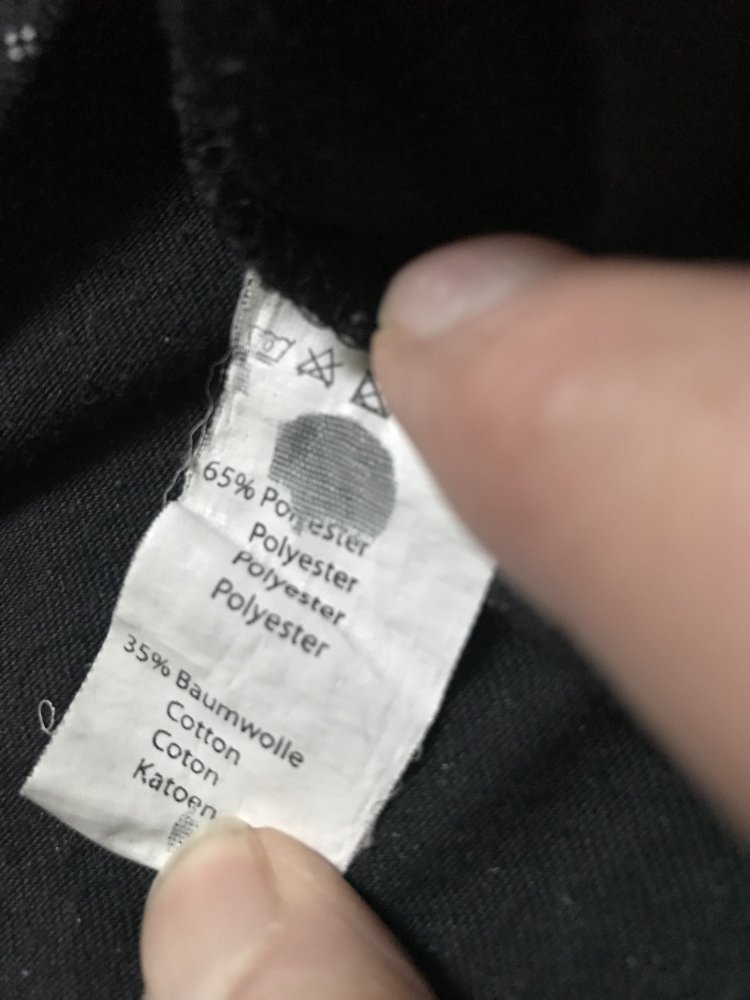 65% Polyester
Polyester
Polyester
Polyester
35% Baumwolle
Cotton
Coton
Katoen